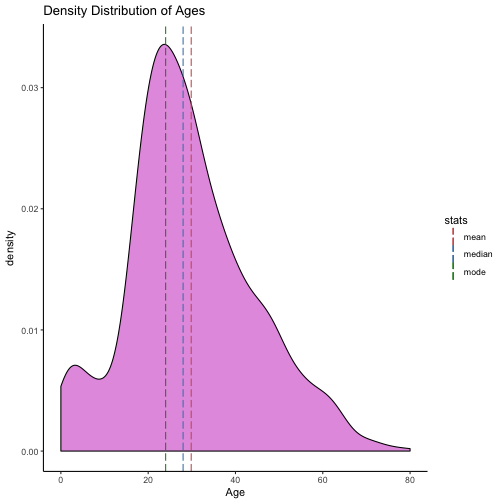 Density Distribution of Ages
0.03
0.02
0.01
0.00
density
0
20
40
60
80
Age
stats
mean
median
mode